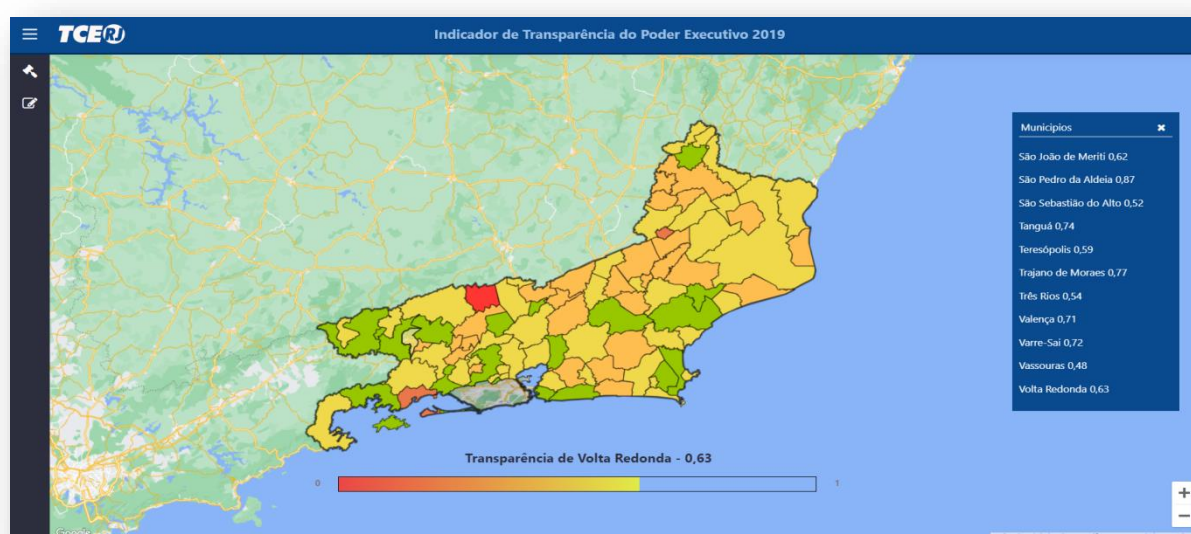 TCERJ
Indicador de Transparência do Poder Executivo 2019
Municipios
São João de Meriti 0,62
São Pedro da Aldeia 0,87
São Sebastião do Alto 0,52
Tanguá 0,74
Teresópolis 0,59
Trajano de Moraes 0,77
Três Rios 0,54
Valença 0,71
Varre-Sai 0,72
Vassouras 0,48
Volta Redonda 0,63
Transparência de Volta Redonda - 0,63
0
1
Google